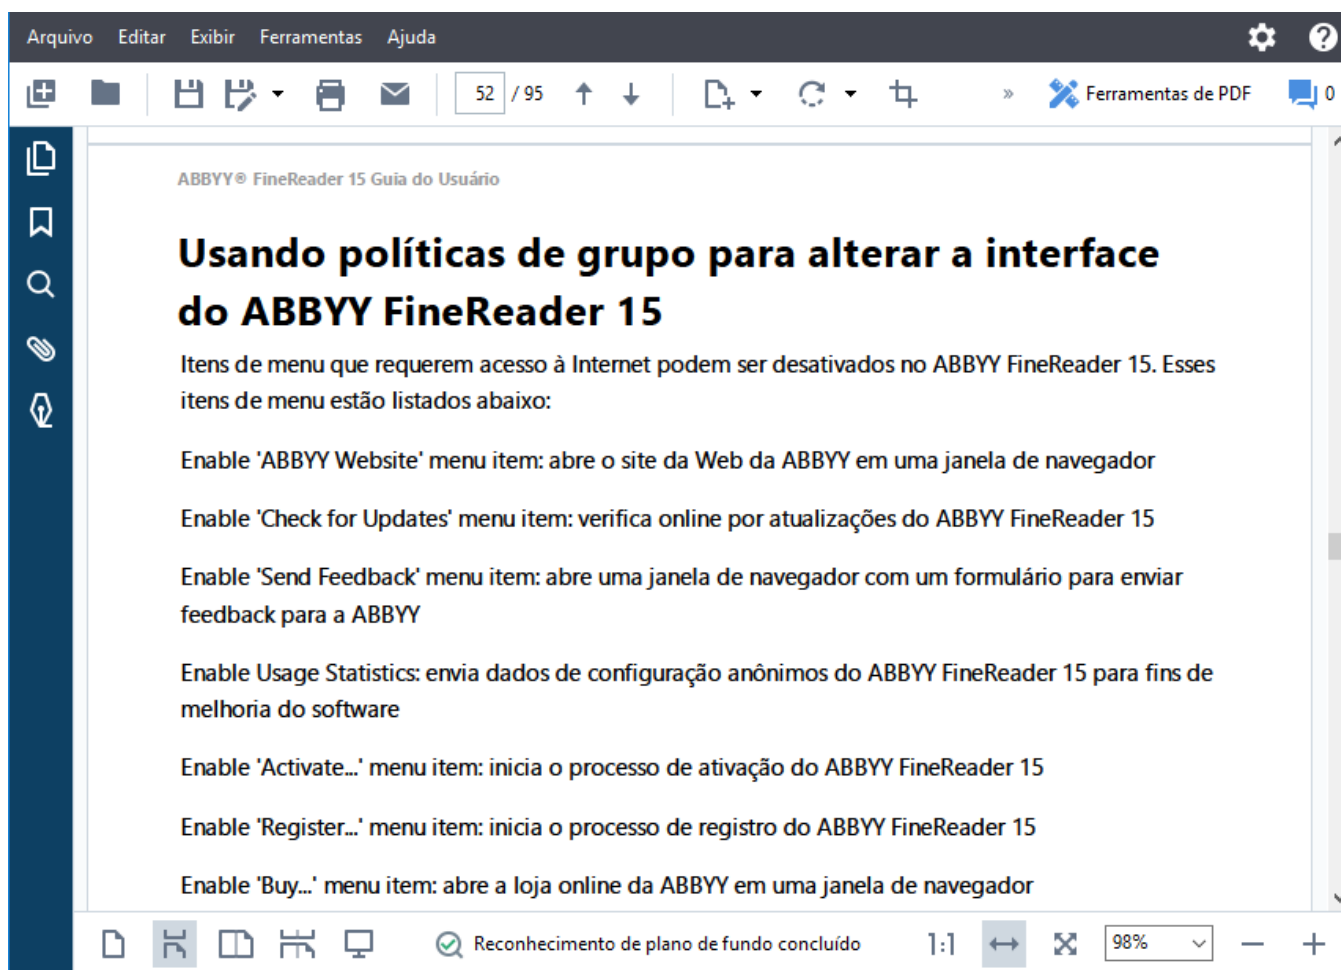 Arquivo Editar Exibir Ferramentas Ajuda
52 / 95 » Ferramentas de PDF 0
ABBYY® FineReader 15 Guia do Usuário
Usando políticas de grupo para alterar a interface
do ABBYY FineReader 15
Itens de menu que requerem acesso à Internet podem ser desativados no ABBYY FineReader 15. Esses
itens de menu estão listados abaixo:
Enable 'ABBYY Website' menu item: abre o site da Web da ABBYY em uma janela de navegador
Enable 'Check for Updates' menu item: verifica online por atualizações do ABBYY FineReader 15
Enable 'Send Feedback' menu item: abre uma janela de navegador com um formulário para enviar
feedback para a ABBYY
Enable Usage Statistics: envia dados de configuração anônimos do ABBYY FineReader 15 para fins de
melhoria do software
Enable 'Activate...' menu item: inicia o processo de ativação do ABBYY FineReader 15
Enable 'Register...' menu item: inicia o processo de registro do ABBYY FineReader 15
Enable 'Buy...' menu item: abre a loja online da ABBYY em uma janela de navegador
Reconhecimento de plano de fundo concluído 1:1 98%